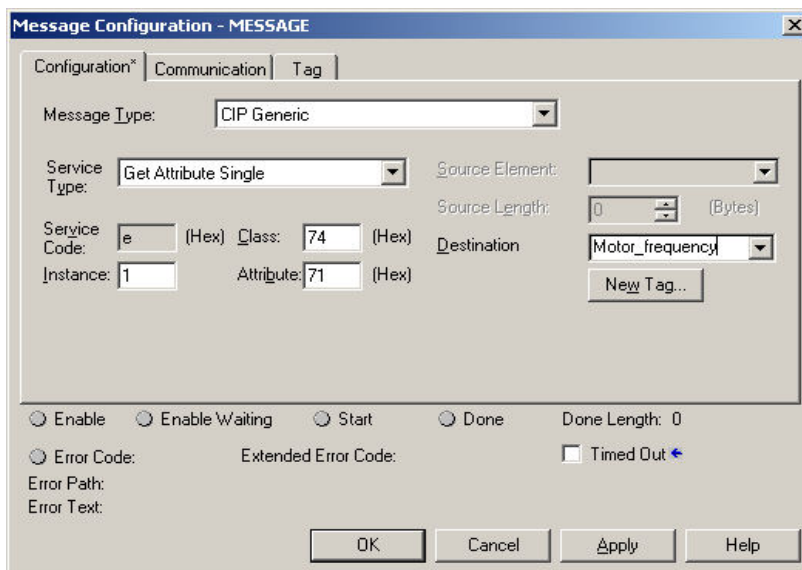 Message Configuration - MESSAGE
Configuration* Communication Tag
Message Type: CIP Generic
Service Type: Get Attribute Single
Source Element:
Source Length: 0 (Bytes)
Service Code: e (Hex) Class: 74 (Hex)
Destination Motor_frequency
Instance: 1 Attribute: 71 (Hex)
New Tag...
Enable Enable Waiting Start Done Done Length: 0
Error Code: Extended Error Code: Timed Out
Error Path:
Error Text:
OK Cancel Apply Help